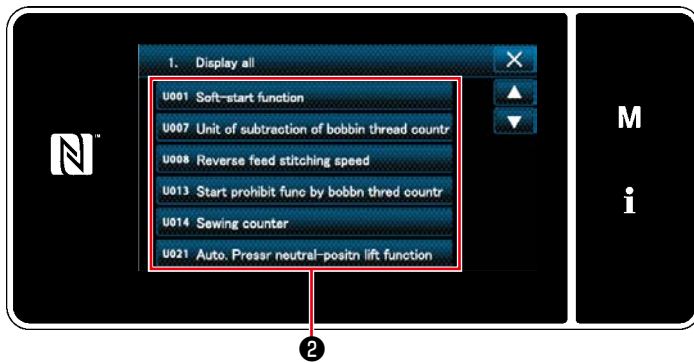 1. Display all
U001 Soft-start function
U007 Unit of subtraction of bobbin thread countr
U008 Reverse feed stitching speed
U013 Start prohibit func by bobbn thred countr
U014 Sewing counter
U021 Auto. Pressr neutral-positn lift function
M
i
N
❷